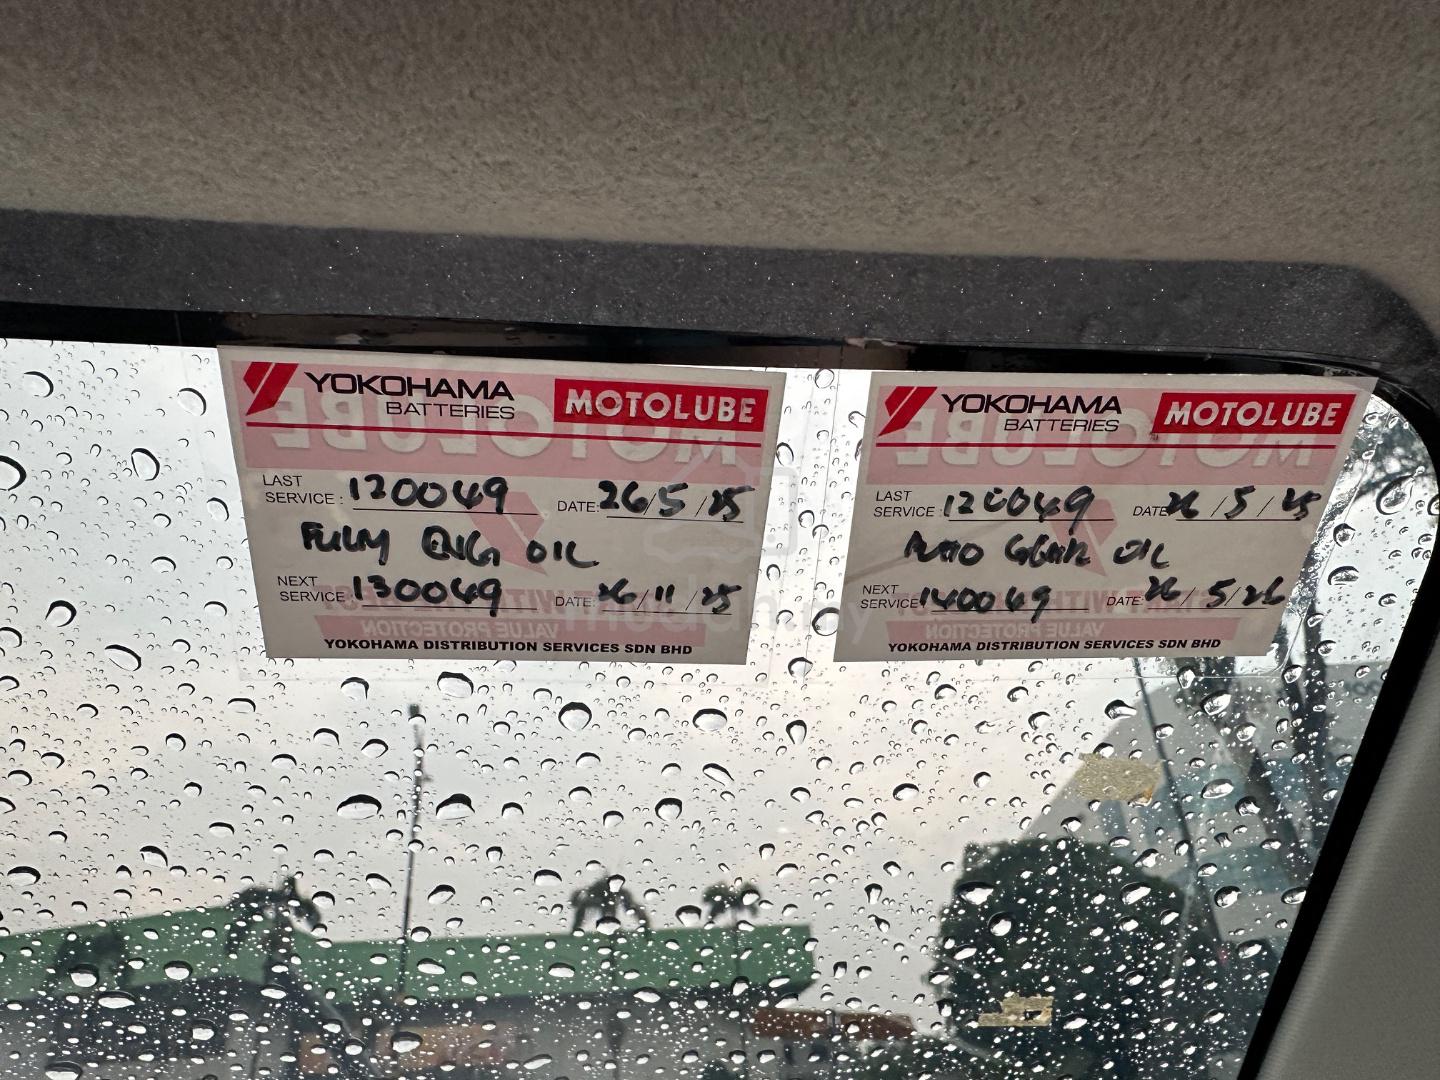 YOKOHAMA
BATTERIES
MOTOLUBE
LAST
SERVICE : 120049 DATE: 26/5/25
Fully ENG OIL
NEXT
SERVICE 130049 DATE: 26/11/25
YOKOHAMA DISTRIBUTION SERVICES SDN BHD
YOKOHAMA
BATTERIES
MOTOLUBE
LAST
SERVICE : 120049 DATE 26/5/25
AUTO GEAR OIL
NEXT
SERVICE 140049 DATE: 26/5/26
YOKOHAMA DISTRIBUTION SERVICES SDN BHD
mudah.my